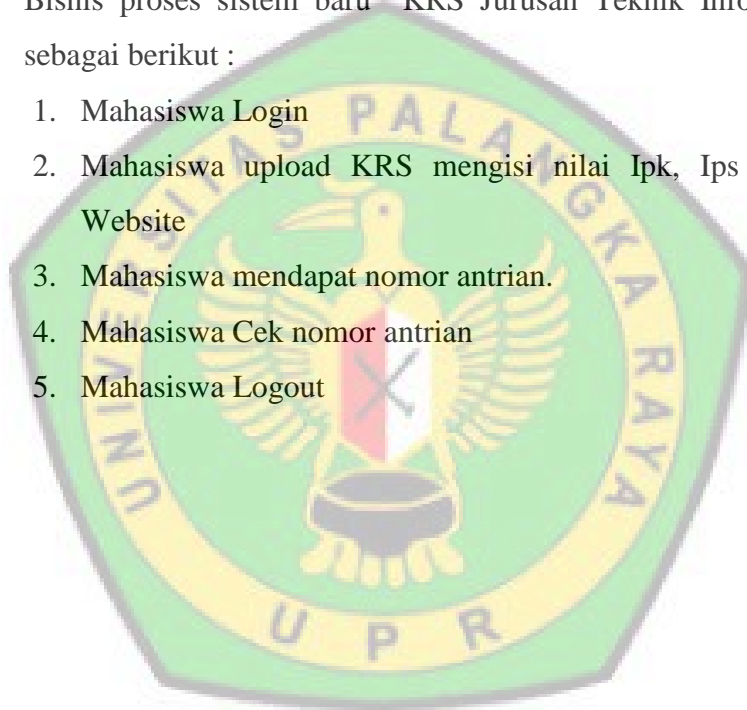 Bisnis proses sistem baru KRS Jurusan Teknik
sebagai berikut :
1. Mahasiswa Login
2. Mahasiswa upload KRS mengisi nilai Ipk, Ips
Website
3. Mahasiswa mendapat nomor antrian.
4. Mahasiswa Cek nomor antrian
5. Mahasiswa Logout
UNIVERSITAS PALANGKA RAYA
UPR